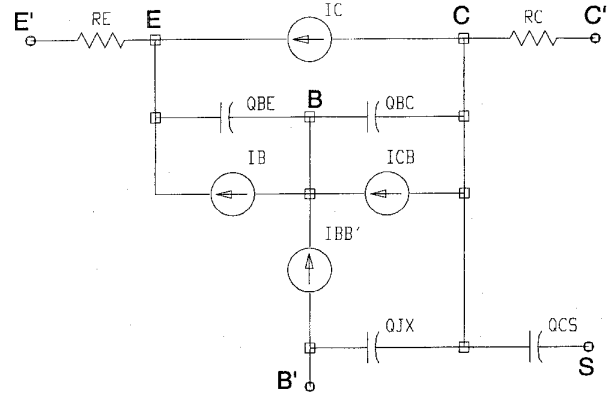 E' RE E IC C RC C'
QBE B QBC
IB ICB
IBB'
QJX QCS
B' S